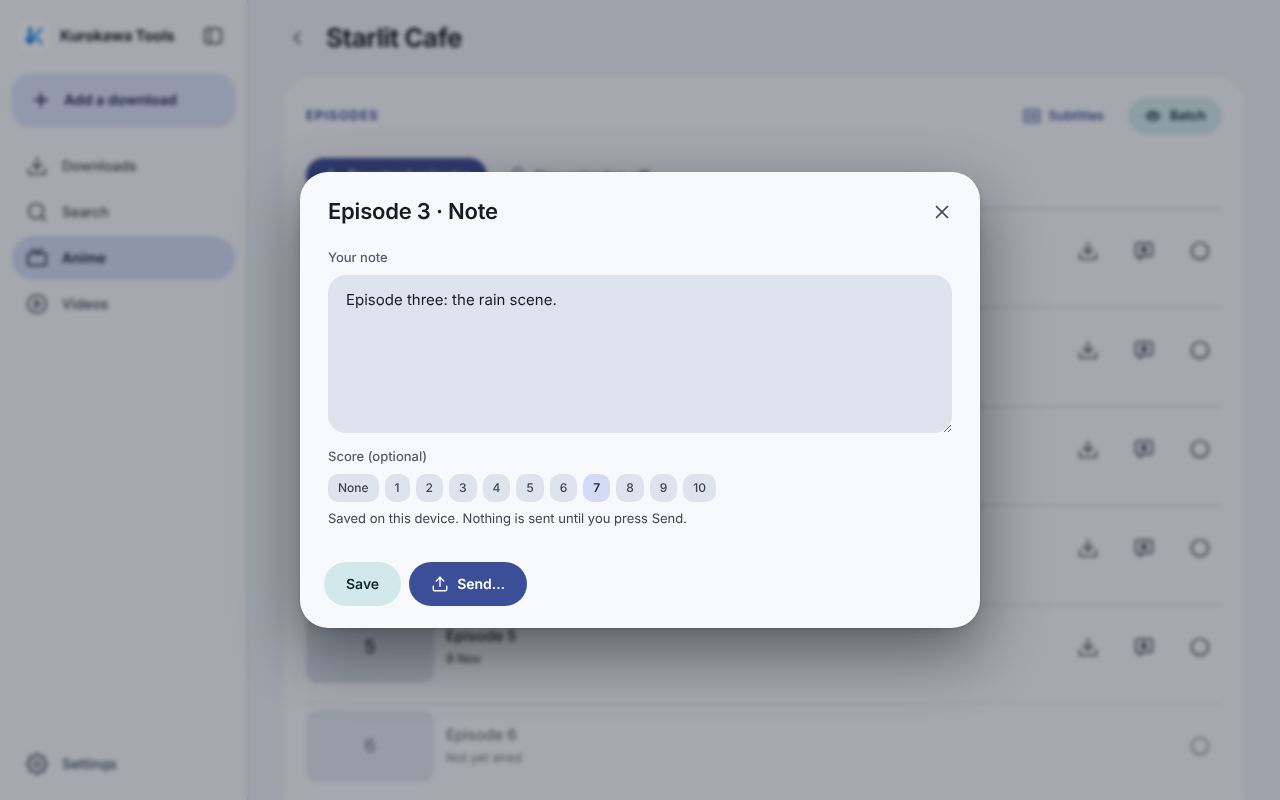 Kurokawa Tools
Starlit Cafe
Add a download
EPISODES
Subtitles
Batch
Downloads
Search
Anime
Videos
Episode 3 · Note
Your note
Episode three: the rain scene.
Score (optional)
None 1 2 3 4 5 6 7 8 9 10
Saved on this device. Nothing is sent until you press Send.
Save
Send…
5
Episode 5
9 Nov
6
Episode 6
Not yet aired
Settings